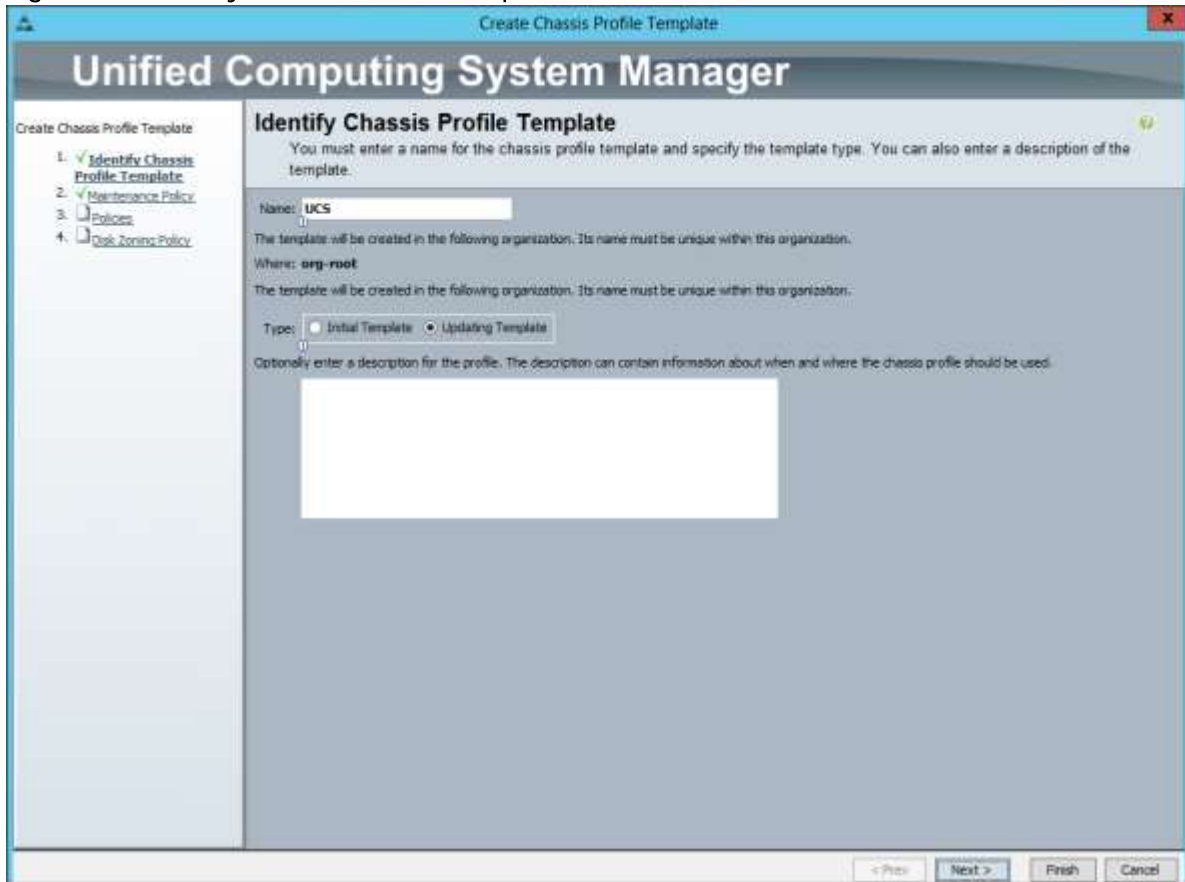 Create Chassis Profile Template
X
Unified Computing System Manager
Create Chassis Profile Template
1. √ Identify Chassis
Profile Template
2. √ Maintenance Policy
3. Policies
4. Disk Zoning Policy
Identify Chassis Profile Template
You must enter a name for the chassis profile template and specify the template type. You can also enter a description of the
template.
Name: UCS
The template will be created in the following organization. Its name must be unique within this organization.
Where: org-root
The template will be created in the following organization. Its name must be unique within this organization.
Type: Initial Template Updating Template
Optionally enter a description for the profile. The description can contain information about when and where the chassis profile should be used.
< Prev Next > Finish Cancel